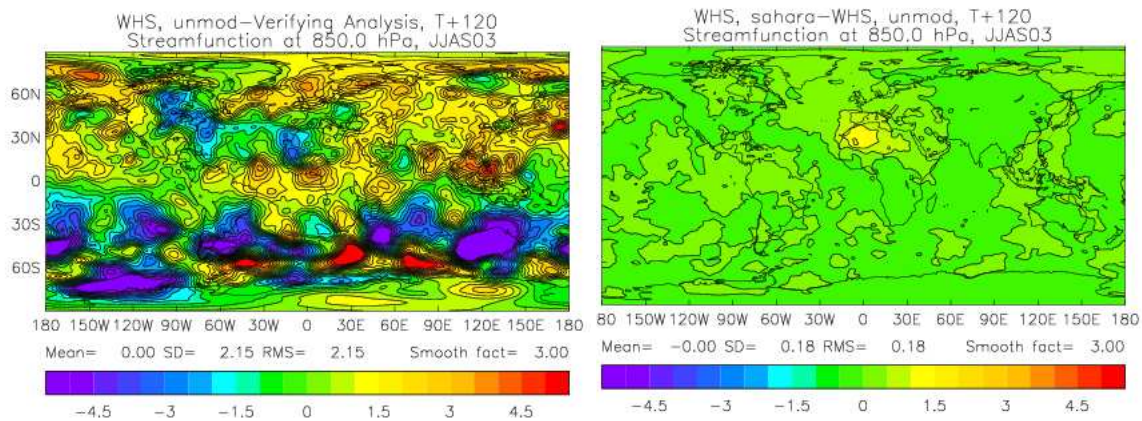 WHS, unmod-Verifying Analysis, T+120
Streamfunction at 850.0 hPa, JJAS03
60N
30N
0
30S
60S
180 150W 120W 90W 60W 30W 0 30E 60E 90E 120E 150E 180
Mean= 0.00 SD= 2.15 RMS= 2.15 Smooth fact= 3.00
-4.5 -3 -1.5 0 1.5 3 4.5
WHS, sahara-WHS, unmod, T+120
Streamfunction at 850.0 hPa, JJAS03
80 150W 120W 90W 60W 30W 0 30E 60E 90E 120E 150E 180
Mean= -0.00 SD= 0.18 RMS= 0.18 Smooth fact= 3.00
-4.5 -3 -1.5 0 1.5 3 4.5